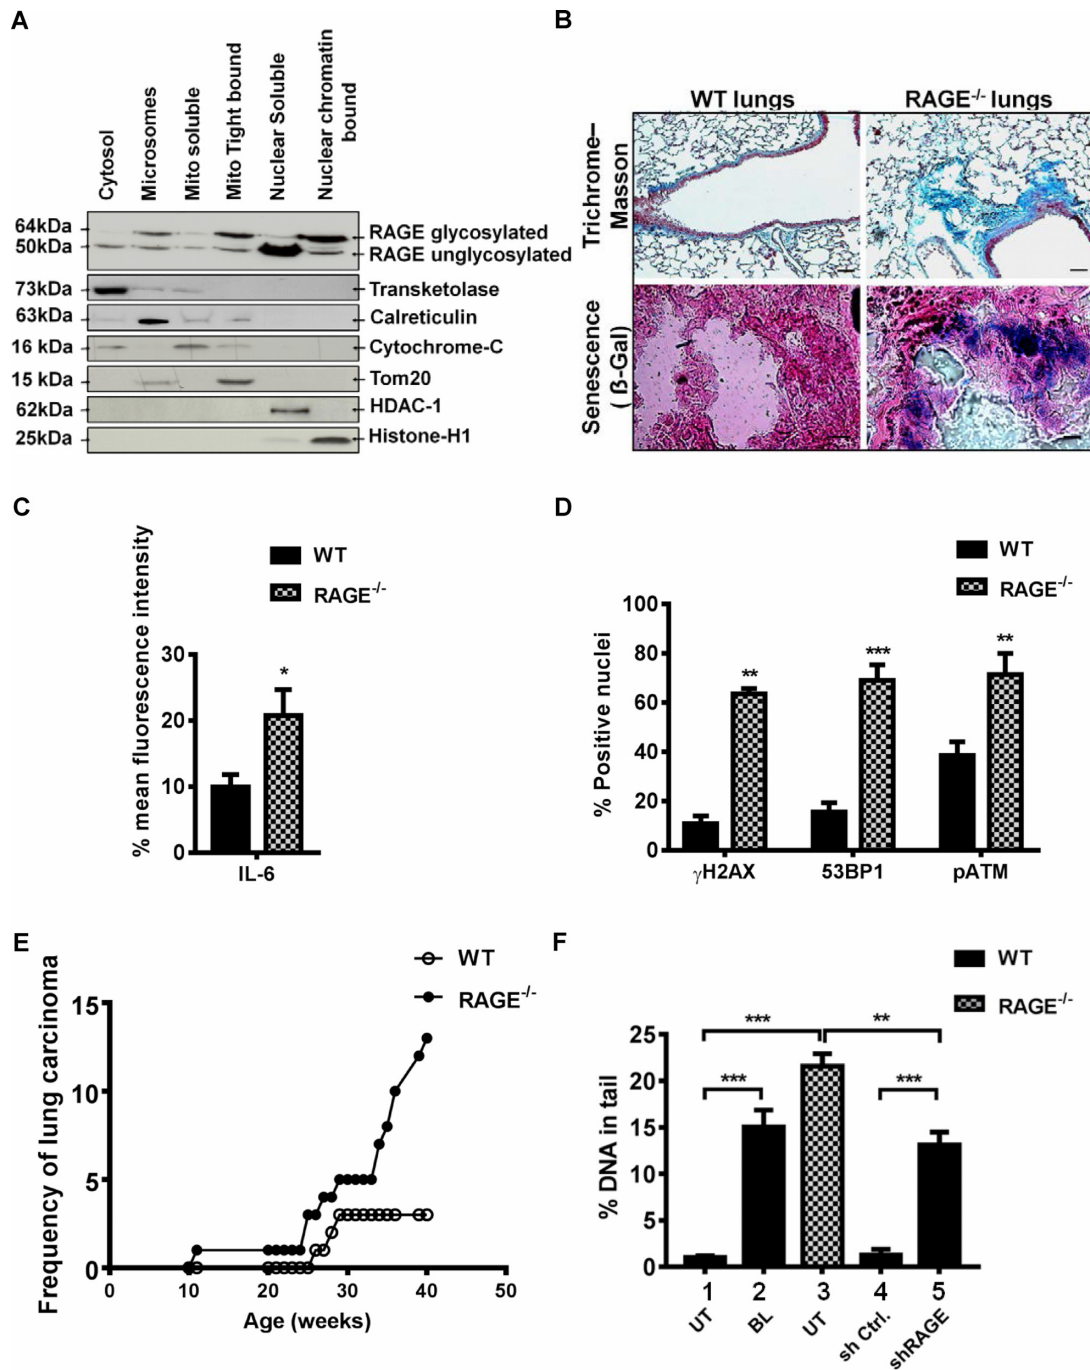 A
Cytosol
Microsomes
Mito soluble
Mito Tight bound
Nuclear Soluble
Nuclear chromatin
bound
64kDa
50kDa
RAGE glycosylated
RAGE unglycosylated
73kDa
Transketolase
63kDa
Calreticulin
16 kDa
Cytochrome-C
15 kDa
Tom20
62kDa
HDAC-1
25kDa
Histone-H1
B
WT lungs
RAGE-/- lungs
Trichrome–
Masson
Senescence
( ß-Gal)
C
WT
RAGE-/-
% mean fluorescence intensity
30
20
10
0
*
IL-6
D
WT
RAGE-/-
% Positive nuclei
100
80
60
40
20
0
**
***
**
γH2AX
53BP1
pATM
E
WT
RAGE-/-
Frequency of lung carcinoma
15
10
5
0
0
10
20
30
40
50
Age (weeks)
F
WT
RAGE-/-
% DNA in tail
25
20
15
10
5
0
***
**
***
***
1
2
3
4
5
UT
BL
UT
sh Ctrl.
shRAGE